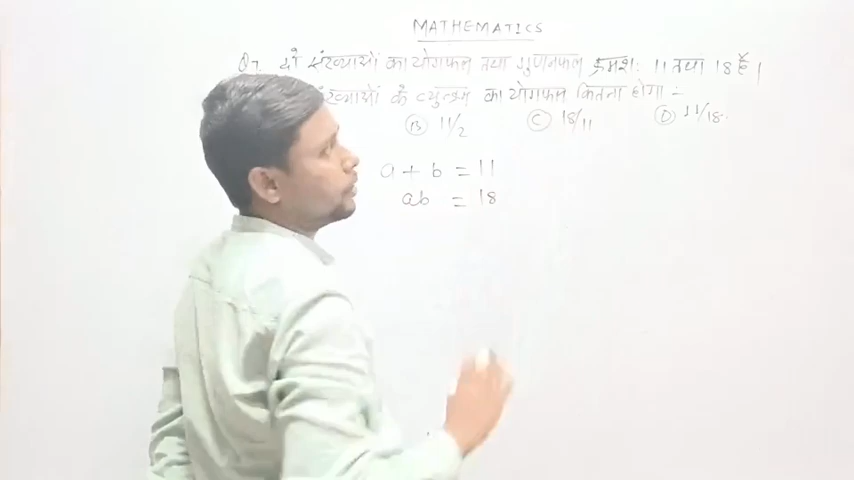 MATHEMATICS
Q7. दो संख्याओं का योगफल तथा गुणनफल क्रमशः 11 तथा 18 है।
संख्याओं के व्युत्क्रम का योगफल कितना होगा :-
(B) 11/2 (C) 18/11 (D) 11/18.
a + b = 11
ab = 18